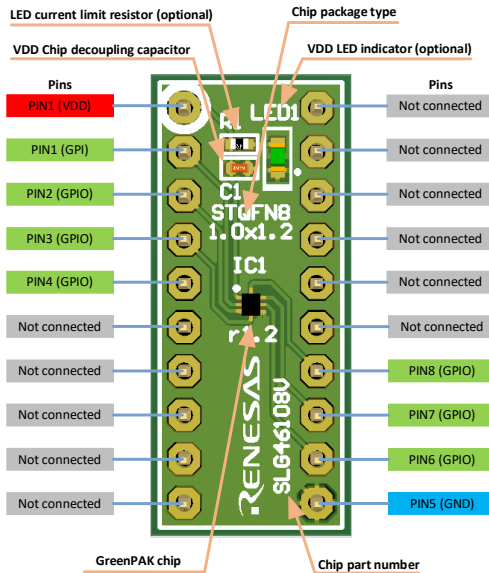 LED current limit resistor (optional)
Chip package type
VDD Chip decoupling capacitor
VDD LED indicator (optional)
Pins
Pins
PIN1 (VDD)
Not connected
PIN1 (GPI)
Not connected
PIN2 (GPIO)
Not connected
PIN3 (GPIO)
Not connected
PIN4 (GPIO)
Not connected
Not connected
Not connected
Not connected
PIN8 (GPIO)
Not connected
PIN7 (GPIO)
Not connected
PIN6 (GPIO)
Not connected
PIN5 (GND)
R1
LED1
C1
STQFN8
1.0x1.2
IC1
r1.2
RENESAS
SLG46108V
GreenPAK chip
Chip part number